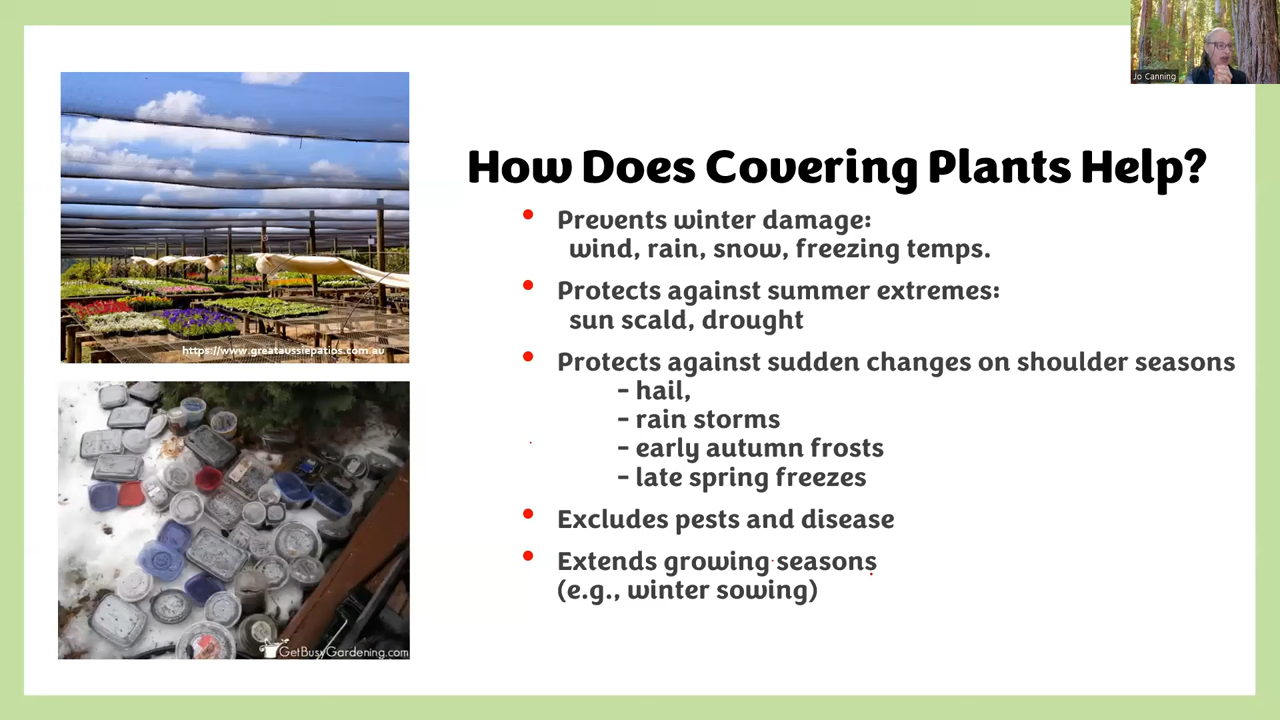 Jo Canning
How Does Covering Plants Help?
Prevents winter damage:
wind, rain, snow, freezing temps.
Protects against summer extremes:
sun scald, drought
Protects against sudden changes on shoulder seasons
- hail,
- rain storms
- early autumn frosts
- late spring freezes
Excludes pests and disease
Extends growing seasons
(e.g., winter sowing)
https://www.greataussiepatios.com.au
GetBusyGardening.com